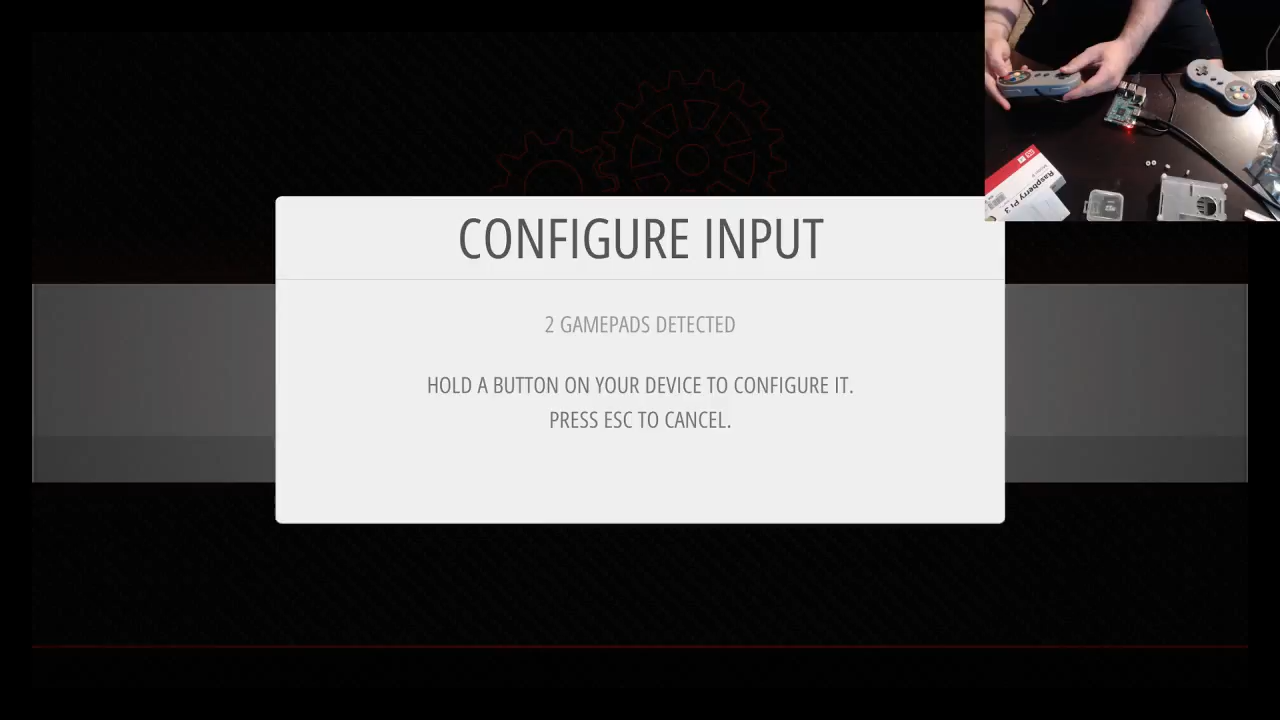 CONFIGURE INPUT
2 GAMEPADS DETECTED
HOLD A BUTTON ON YOUR DEVICE TO CONFIGURE IT.
PRESS ESC TO CANCEL.
Raspberry Pi 3